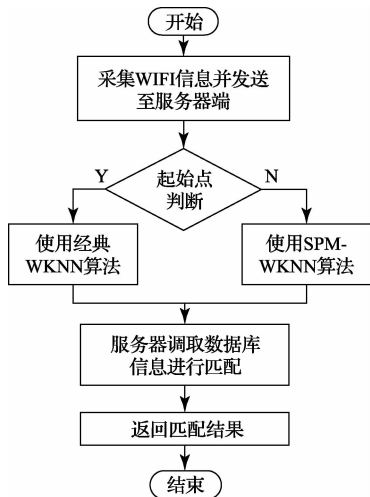 开始
采集WIFI信息并发送
至服务器端
起始点
判断
Y
N
使用经典
WKNN算法
使用SPM-
WKNN算法
服务器调取数据库
信息进行匹配
返回匹配结果
结束